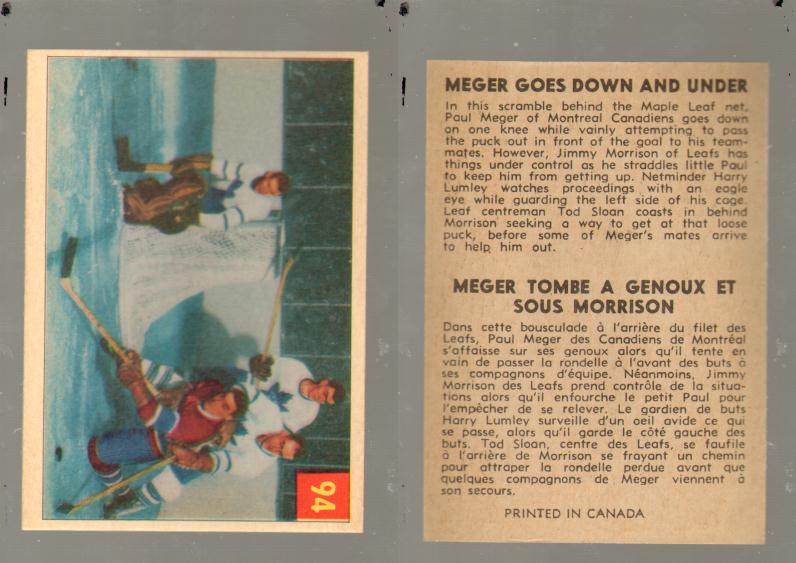 94
MEGER GOES DOWN AND UNDER
In this scramble behind the Maple Leaf net,
Paul Meger of Montreal Canadiens goes down
on one knee while vainly attempting to pass
the puck out in front of the goal to his team-
mates. However, Jimmy Morrison of Leafs has
things under control as he straddles little Paul
to keep him from getting up. Netminder Harry
Lumley watches proceedings with an eagle
eye while guarding the left side of his cage.
Leaf centreman Tod Sloan coasts in behind
Morrison seeking a way to get at that loose
puck, before some of Meger's mates arrive
to help him out.
MEGER TOMBE A GENOUX ET
SOUS MORRISON
Dans cette bousculade à l'arrière du filet des
Leafs, Paul Meger des Canadiens de Montréal
s'affaisse sur ses genoux alors qu'il tente en
vain de passer la rondelle à l'avant des buts à
ses compagnons d'équipe. Néanmoins, Jimmy
Morrison des Leafs prend contrôle de la situa-
tions alors qu'il enfourche le petit Paul pour
l'empêcher de se relever. Le gardien de buts
Harry Lumley surveille d'un oeil avide ce qui
se passe, alors qu'il garde le côté gauche des
buts. Tod Sloan, centre des Leafs, se faufile
à l'arrière de Morrison se frayant un chemin
pour attraper la rondelle perdue avant que
quelques compagnons de Meger viennent à
son secours.
PRINTED IN CANADA